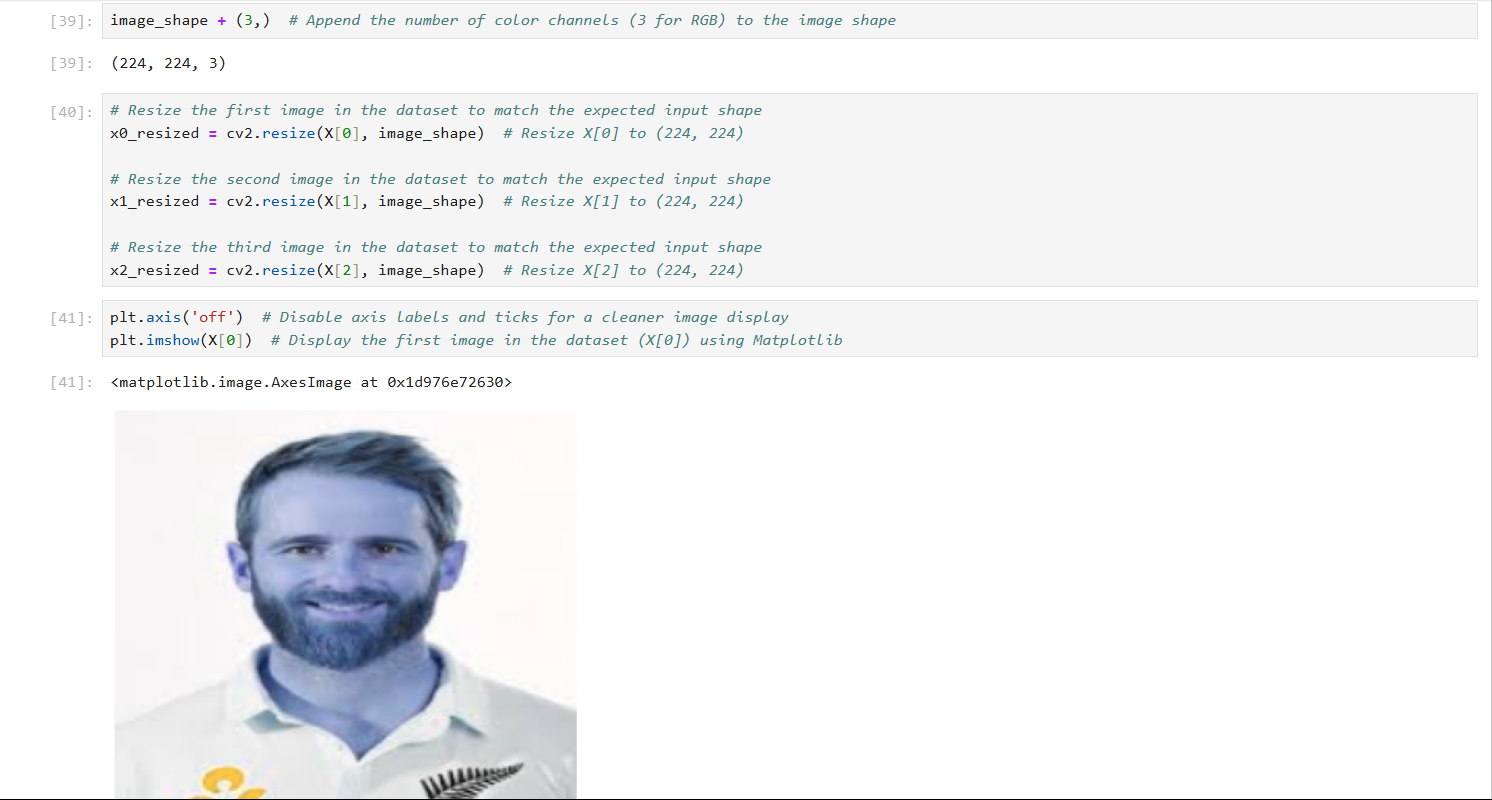 [39]: image_shape + (3,)  # Append the number of color channels (3 for RGB) to the image shape
[39]: (224, 224, 3)
[40]: # Resize the first image in the dataset to match the expected input shape
x0_resized = cv2.resize(X[0], image_shape)  # Resize X[0] to (224, 224)
# Resize the second image in the dataset to match the expected input shape
x1_resized = cv2.resize(X[1], image_shape)  # Resize X[1] to (224, 224)
# Resize the third image in the dataset to match the expected input shape
x2_resized = cv2.resize(X[2], image_shape)  # Resize X[2] to (224, 224)
[41]: plt.axis('off')  # Disable axis labels and ticks for a cleaner image display
plt.imshow(X[0])  # Display the first image in the dataset (X[0]) using Matplotlib
[41]: <matplotlib.image.AxesImage at 0x1d976e72630>